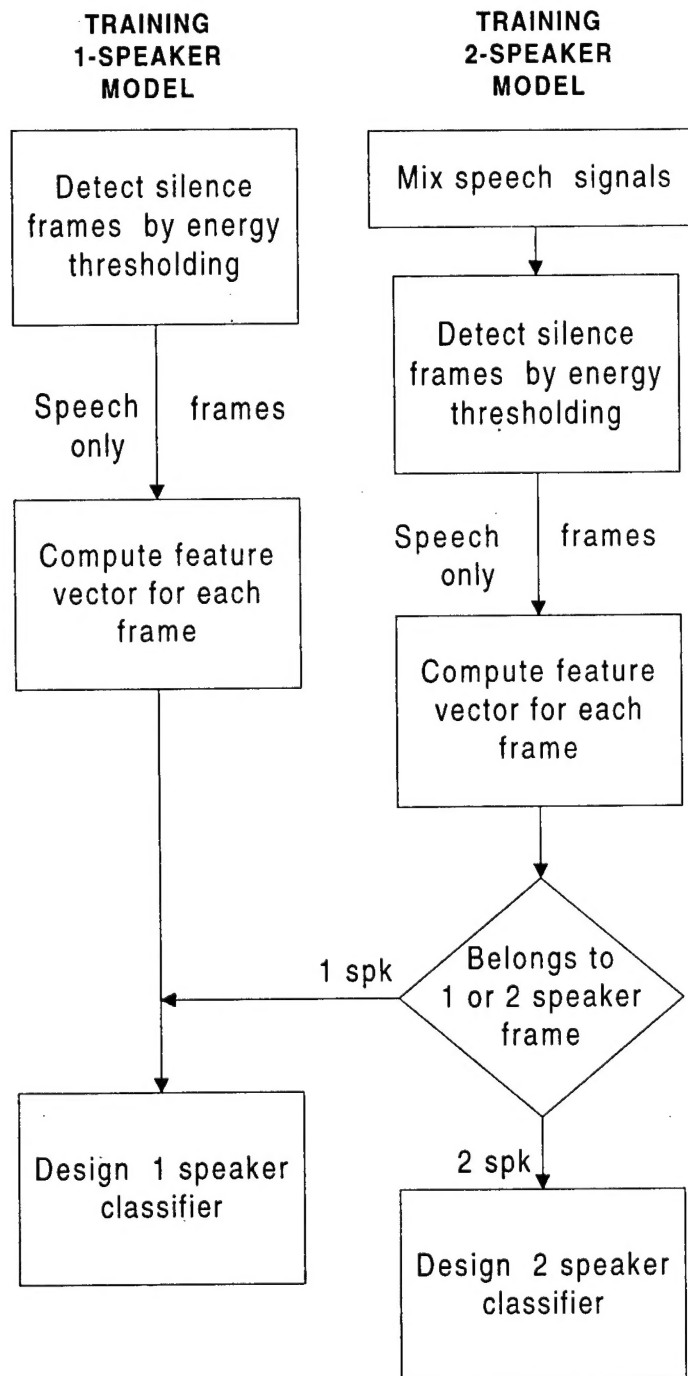 TRAINING
1-SPEAKER
MODEL
Detect silence
frames by energy
thresholding
Speech frames
only
Compute feature
vector for each
frame
Design 1 speaker
classifier
TRAINING
2-SPEAKER
MODEL
Mix speech signals
Detect silence
frames by energy
thresholding
Speech frames
only
Compute feature
vector for each
frame
Belongs to
1 or 2 speaker
frame
1 spk
2 spk
Design 2 speaker
classifier